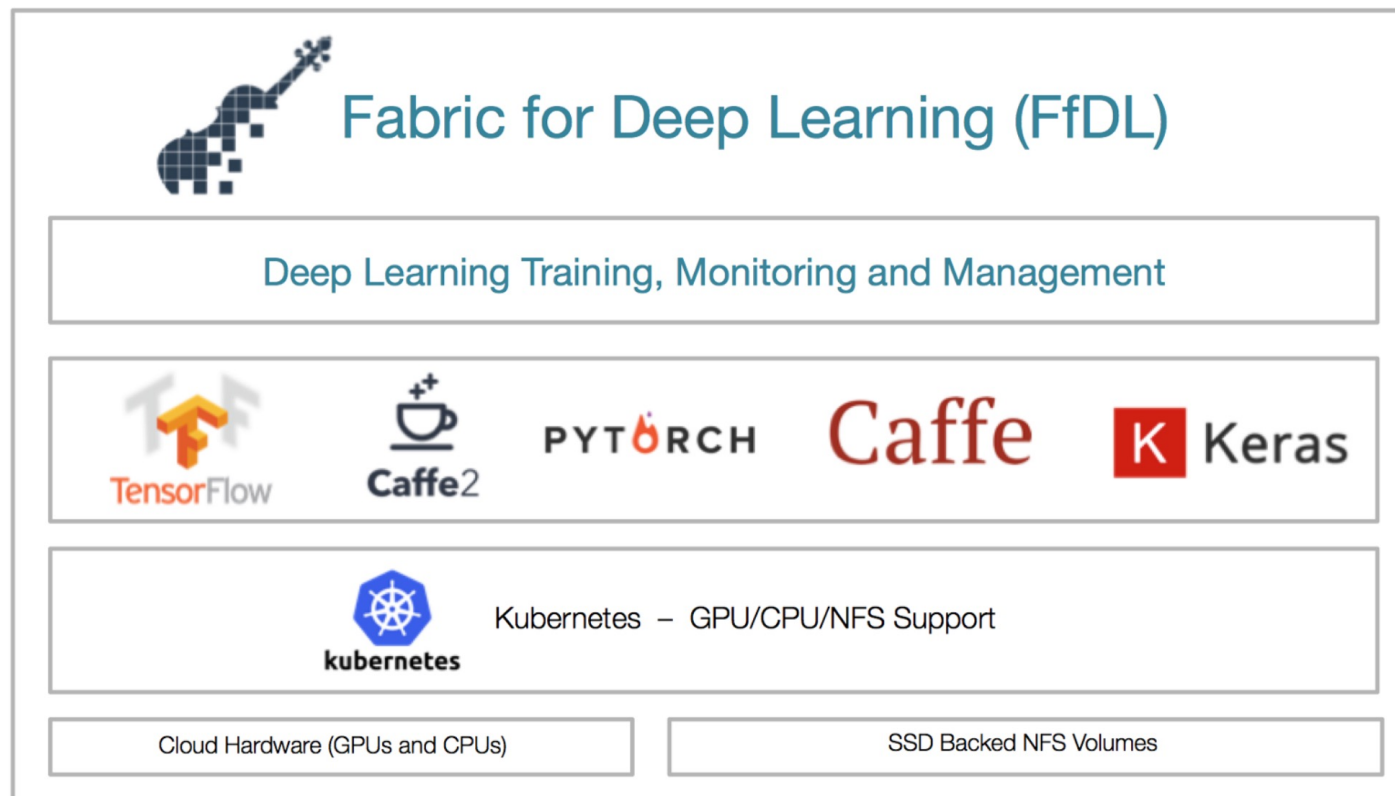 Fabric for Deep Learning (FfDL)
Deep Learning Training, Monitoring and Management
TensorFlow
Caffe2
PYTORCH
Caffe
K Keras
kubernetes
Kubernetes – GPU/CPU/NFS Support
Cloud Hardware (GPUs and CPUs)
SSD Backed NFS Volumes